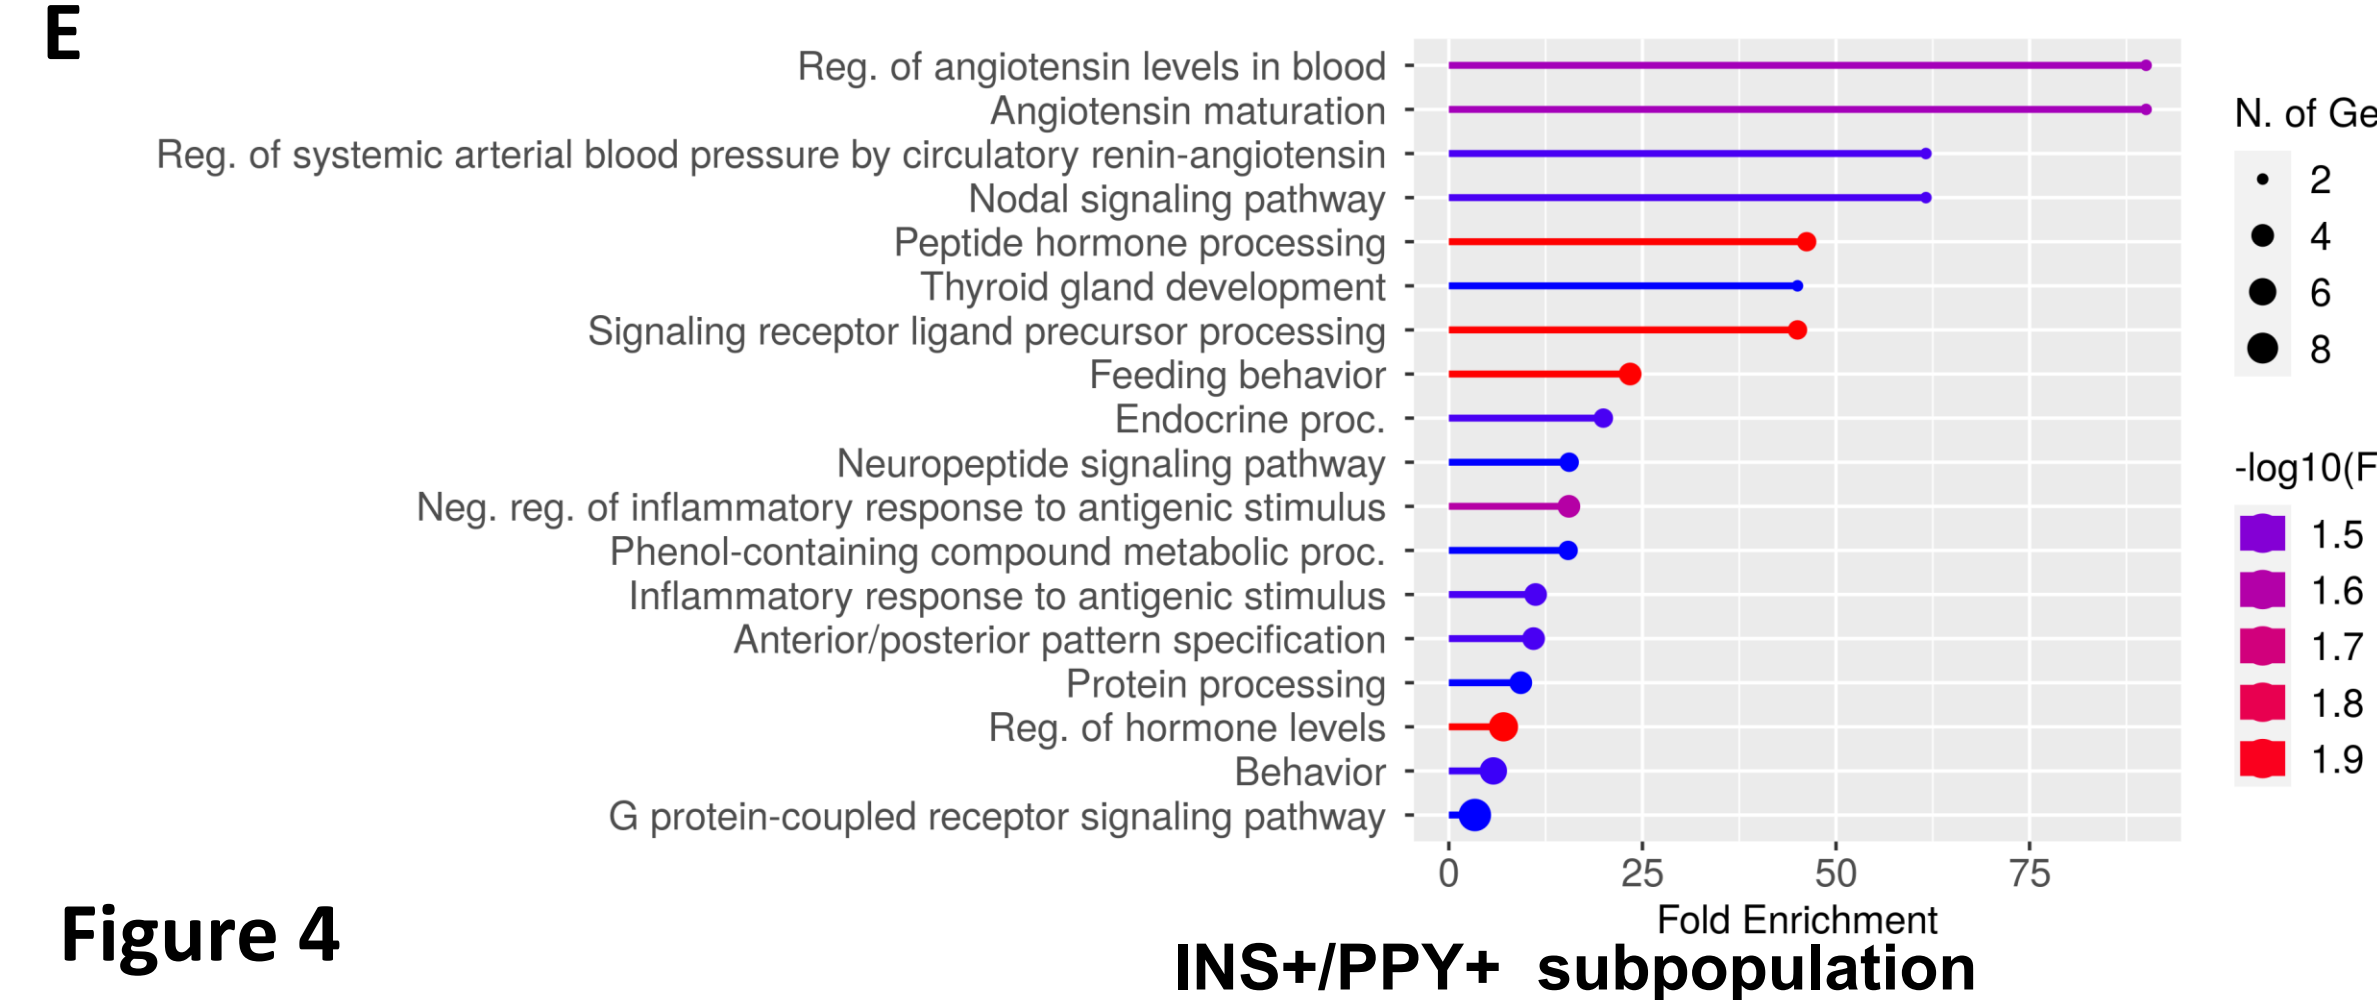 E
Reg. of angiotensin levels in blood
Angiotensin maturation
Reg. of systemic arterial blood pressure by circulatory renin-angiotensin
Nodal signaling pathway
Peptide hormone processing
Thyroid gland development
Signaling receptor ligand precursor processing
Feeding behavior
Endocrine proc.
Neuropeptide signaling pathway
Neg. reg. of inflammatory response to antigenic stimulus
Phenol-containing compound metabolic proc.
Inflammatory response to antigenic stimulus
Anterior/posterior pattern specification
Protein processing
Reg. of hormone levels
Behavior
G protein-coupled receptor signaling pathway
0 25 50 75
Fold Enrichment
N. of Ge
2
4
6
8
-log10(F
1.5
1.6
1.7
1.8
1.9
Figure 4
INS+/PPY+ subpopulation